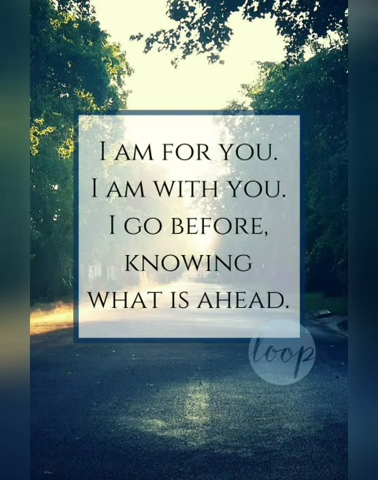 I AM FOR YOU.
I AM WITH YOU.
I GO BEFORE,
KNOWING
WHAT IS AHEAD.
loop